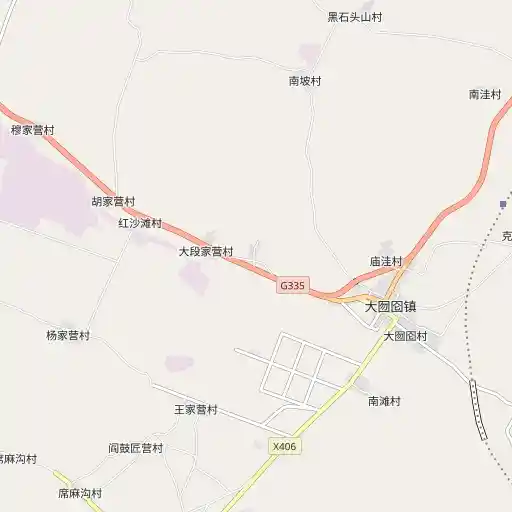 黑石头山村
南坡村
南洼村
穆家营村
胡家营村
红沙滩村
克
大段家营村
庙洼村
G335
大囫囵镇
杨家营村
大囫囵村
南滩村
王家营村
X406
阎鼓匠营村
席麻沟村
席麻沟村